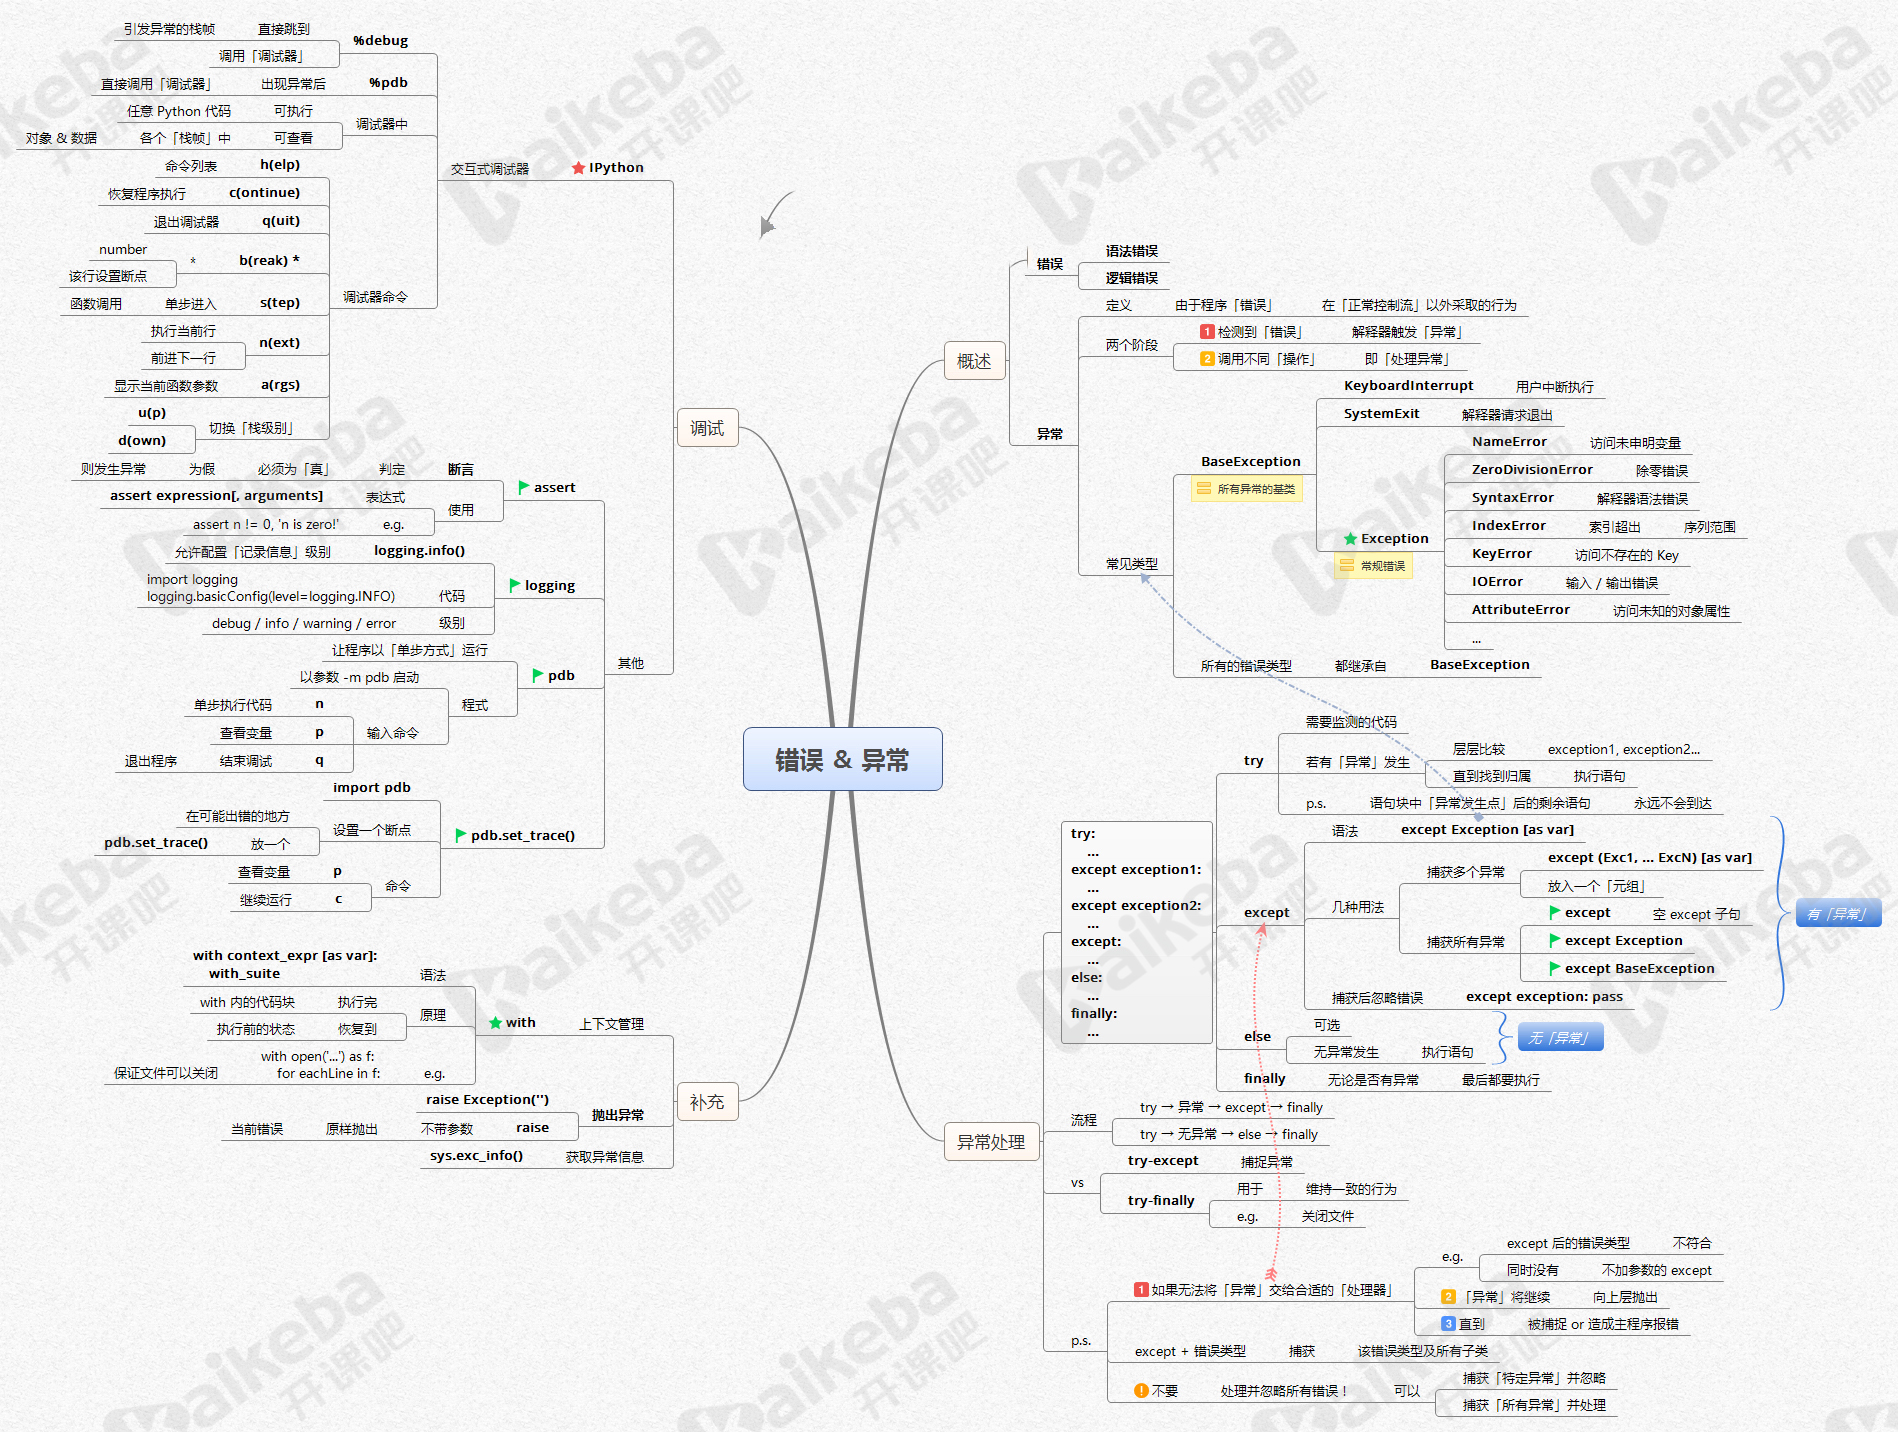 错误 & 异常
概述
错误
语法错误
逻辑错误
异常
定义 由于程序「错误」 在「正常控制流」以外采取的行为
两个阶段
1 检测到「错误」 解释器触发「异常」
2 调用不同「操作」 即「处理异常」
常见类型
BaseException
所有异常的基类
KeyboardInterrupt 用户中断执行
SystemExit 解释器请求退出
Exception
常规错误
NameError 访问未申明变量
ZeroDivisionError 除零错误
SyntaxError 解释器语法错误
IndexError 索引超出 序列范围
KeyError 访问不存在的 Key
IOError 输入 / 输出错误
AttributeError 访问未知的对象属性
...
所有的错误类型 都继承自 BaseException
异常处理
try:
...
except exception1:
...
except exception2:
...
except:
...
else:
...
finally:
...
try
需要监测的代码
若有「异常」发生
层层比较 exception1, exception2...
直到找到归属 执行语句
p.s. 语句块中「异常发生点」后的剩余语句 永远不会到达
except
语法 except Exception [as var]
几种用法
捕获多个异常
except (Exc1, ... ExcN) [as var]
放入一个「元组」
捕获所有异常
except 空 except 子句
except Exception
except BaseException
捕获后忽略错误 except exception: pass
有「异常」
else
可选
无异常发生 执行语句
无「异常」
finally 无论是否有异常 最后都要执行
流程
try → 异常 → except → finally
try → 无异常 → else → finally
vs
try-except 捕捉异常
try-finally
用于 维持一致的行为
e.g. 关闭文件
p.s.
1 如果无法将「异常」交给合适的「处理器」
e.g.
except 后的错误类型 不符合
同时没有 不加参数的 except
2 「异常」将继续 向上层抛出
3 直到 被捕捉 or 造成主程序报错
except + 错误类型 捕获 该错误类型及所有子类
! 不要 处理并忽略所有错误！ 可以
捕获「特定异常」并忽略
捕获「所有异常」并处理
调试
IPython
交互式调试器
%debug
直接跳到 引发异常的栈帧
调用「调试器」
%pdb 出现异常后 直接调用「调试器」
调试器中
可执行 任意 Python 代码
可查看 各个「栈帧」中 对象 & 数据
调试器命令
h(elp) 命令列表
c(ontinue) 恢复程序执行
q(uit) 退出调试器
b(reak) * *
number
该行设置断点
s(tep) 单步进入 函数调用
n(ext)
执行当前行
前进下一行
a(rgs) 显示当前函数参数
切换「栈级别」
u(p)
d(own)
其他
assert
断言 判定 必须为「真」 为假 则发生异常
使用
表达式 assert expression[, arguments]
e.g. assert n != 0, 'n is zero!'
logging
logging.info() 允许配置「记录信息」级别
代码
import logging
logging.basicConfig(level=logging.INFO)
级别 debug / info / warning / error
pdb
让程序以「单步方式」运行
程式
以参数 -m pdb 启动
输入命令
n 单步执行代码
p 查看变量
q 结束调试 退出程序
pdb.set_trace()
import pdb
设置一个断点
在可能出错的地方
放一个 pdb.set_trace()
命令
p 查看变量
c 继续运行
补充
上下文管理
with
语法
with context_expr [as var]:
with_suite
原理
执行完 with 内的代码块
恢复到 执行前的状态
e.g.
with open('...') as f:
for eachLine in f:
保证文件可以关闭
抛出异常
raise Exception('')
raise 不带参数 原样抛出 当前错误
获取异常信息 sys.exc_info()
kaikeba
开课吧